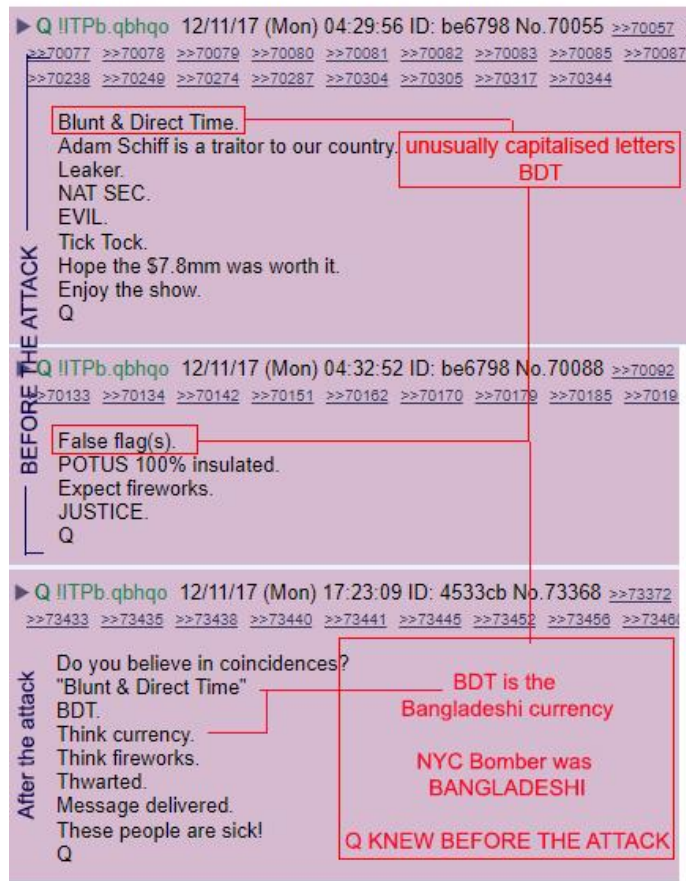 ▶ Q !ITPb.qbhqo 12/11/17 (Mon) 04:29:56 ID: be6798 No.70055 >>70057
>>70077 >>70078 >>70079 >>70080 >>70081 >>70082 >>70083 >>70085 >>70087
>>70238 >>70249 >>70274 >>70287 >>70304 >>70305 >>70317 >>70344
Blunt & Direct Time.
Adam Schiff is a traitor to our country.
Leaker.
NAT SEC.
EVIL.
Tick Tock.
Hope the $7.8mm was worth it.
Enjoy the show.
Q
unusually capitalised letters
BDT
BEFORE THE ATTACK
Q !ITPb.qbhqo 12/11/17 (Mon) 04:32:52 ID: be6798 No.70088 >>70092
>>70133 >>70134 >>70142 >>70151 >>70162 >>70170 >>70179 >>70185 >>7019
False flag(s).
POTUS 100% insulated.
Expect fireworks.
JUSTICE.
Q
▶ Q !ITPb.qbhqo 12/11/17 (Mon) 17:23:09 ID: 4533cb No.73368 >>73372
>>73433 >>73435 >>73438 >>73440 >>73441 >>73445 >>73452 >>73456 >>73460
After the attack
Do you believe in coincidences?
"Blunt & Direct Time"
BDT.
Think currency.
Think fireworks.
Thwarted.
Message delivered.
These people are sick!
Q
BDT is the
Bangladeshi currency
NYC Bomber was
BANGLADESHI
Q KNEW BEFORE THE ATTACK